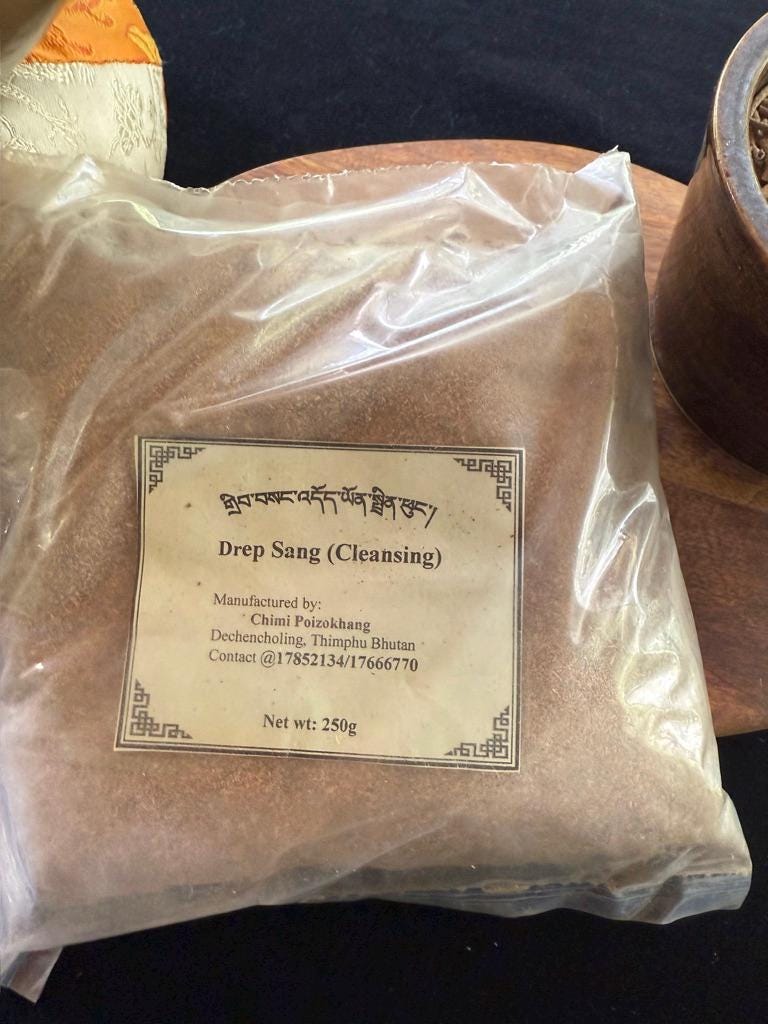 གྲིབ་བསང་འདོད་ཡོན་སྤྲིན་ཕུང་།
Drep Sang (Cleansing)
Manufactured by:
Chimi Poizokhang
Dechencholing, Thimphu Bhutan
Contact @17852134/17666770
Net wt: 250g